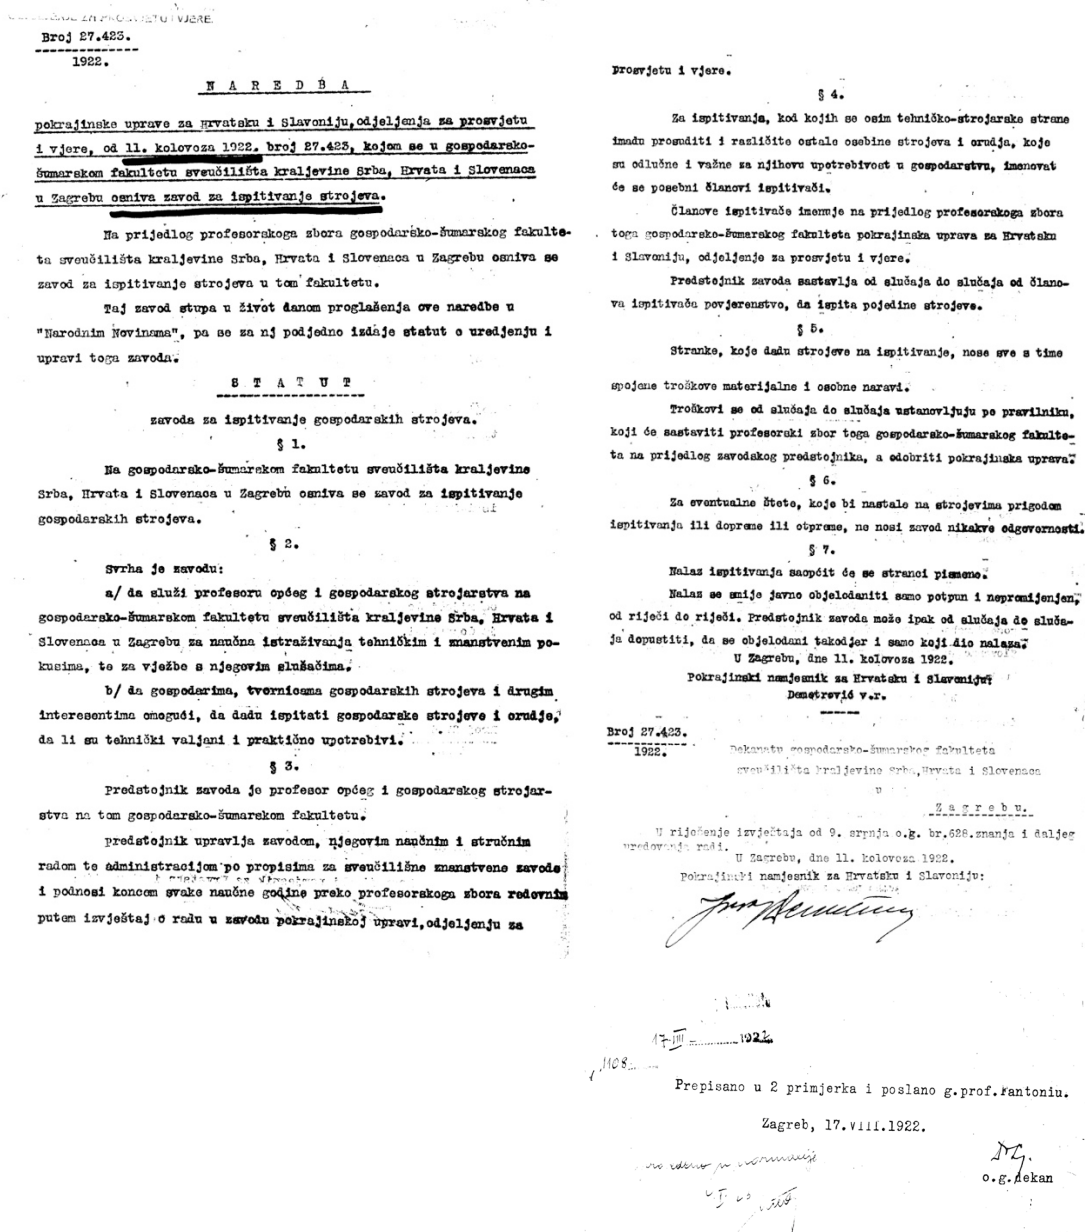 ZA PROSVJETU I VJERE.
Broj 27.423.
1922.
N A R E D B A
pokrajinske uprave za Hrvatsku i Slavoniju,odjeljenja za prosvjetu
i vjere, od 11. kolovoza 1922. broj 27.423, kojom se u gospodarsko-
šumarskom fakultetu sveučilišta kraljevine Srba, Hrvata i Slovenaca
u Zagrebu osniva zavod za ispitivanje strojeva.
Na prijedlog profesorskoga zbora gospodarsko-šumarskog fakulte-
ta sveučilišta kraljevine Srba, Hrvata i Slovenaca u Zagrebu osniva se
zavod za ispitivanje strojeva u tom fakultetu.
Taj zavod stupa u život danom proglašenja ove naredbe u
"Narodnim Novinama", pa se za nj podjedno izdaje statut o uredjenju i
upravi toga zavoda.
S T A T U T
zavoda za ispitivanje gospodarskih strojeva.
§ 1.
Na gospodarsko-šumarskom fakultetu sveučilišta kraljevine
Srba, Hrvata i Slovenaca u Zagrebu osniva se zavod za ispitivanje
gospodarskih strojeva.
§ 2.
Svrha je zavodu:
a/ da služi profesoru općeg i gospodarskog strojarstva na
gospodarsko-šumarskom fakultetu sveučilišta kraljevine Srba, Hrvata i
Slovenaca u Zagrebu za naučna istraživanja tehničkim i znanstvenim po-
kusima, te za vježbe s njegovim slušačima.
b/ da gospodarima, tvornicama gospodarskih strojeva i drugim
interesentima omogući, da dadu ispitati gospodarske strojeve i orudje,
da li su tehnički valjani i praktično upotrebivi.
§ 3.
Predstojnik zavoda je profesor općeg i gospodarskog strojar-
stva na tom gospodarsko-šumarskom fakultetu.
predstojnik upravlja zavodom, njegovim naučnim i stručnim
radom te administracijom po propisima za sveučilišne znanstvene zavode
i podnosi koncem svake naučne godine preko profesorskoga zbora redovnim
putem izvještaj o radu u zavodu pokrajinskoj upravi,odjeljenju za
prosvjetu i vjere.
§ 4.
Za ispitivanja, kod kojih se osim tehničko-strojarske strane
imadu prosuditi i različite ostale osebine strojeva i orudja, koje
su odlučne i važne za njihovu upotrebivost u gospodarstvu, imenovat
će se posebni članovi ispitivači.
Članove ispitivače imenuje na prijedlog profesorskoga zbora
toga gospodarsko-šumarskog fakulteta pokrajinska uprava za Hrvatsku
i Slavoniju, odjeljenje za prosvjetu i vjere.
Predstojnik zavoda sastavlja od slučaja do slučaja od člano-
va ispitivača povjerenstvo, da ispita pojedine strojeve.
§ 5.
Stranke, koje dadu strojeve na ispitivanje, nose sve s time
spojene troškove materijalne i osobne naravi.
Troškovi se od slučaja do slučaja ustanovljuju po pravilniku,
koji će sastaviti profesorski zbor toga gospodarsko-šumarskog fakulte-
ta na prijedlog zavodskog predstojnika, a odobriti pokrajinska uprava.
§ 6.
Za eventualne štete, koje bi nastale na strojevima prigodom
ispitivanja ili dopreme ili otpreme, ne nosi zavod nikakve odgovornosti.
§ 7.
Nalaz ispitivanja saopćit će se stranci pismeno.
Nalaz se smije javno objelodaniti samo potpun i nepromijenjen,
od riječi do riječi. Predstojnik zavoda može ipak od slučaja do sluča-
ja dopustiti, da se objelodani takodjer i samo koji dio nalaza.
U Zagrebu, dne 11. kolovoza 1922.
Pokrajinski namjesnik za Hrvatsku i Slavoniju:
Demetrović v.r.
Broj 27.423.
1922.
Dekanatu gospodarsko-šumarskog fakulteta
sveučilišta kraljevine Srba,Hrvata i Slovenaca
u
Z a g r e b u.
U riješenje izvještaja od 9. srpnja o.g. br.628.znanja i daljeg
uredovanja radi.
U Zagrebu, dne 11. kolovoza 1922.
Pokrajinski namjesnik za Hrvatsku i Slavoniju:
17-VIII 1922
1108
Prepisano u 2 primjerka i poslano g.prof.Fantoniu.
Zagreb, 17.VIII.1922.
o.g.dekan